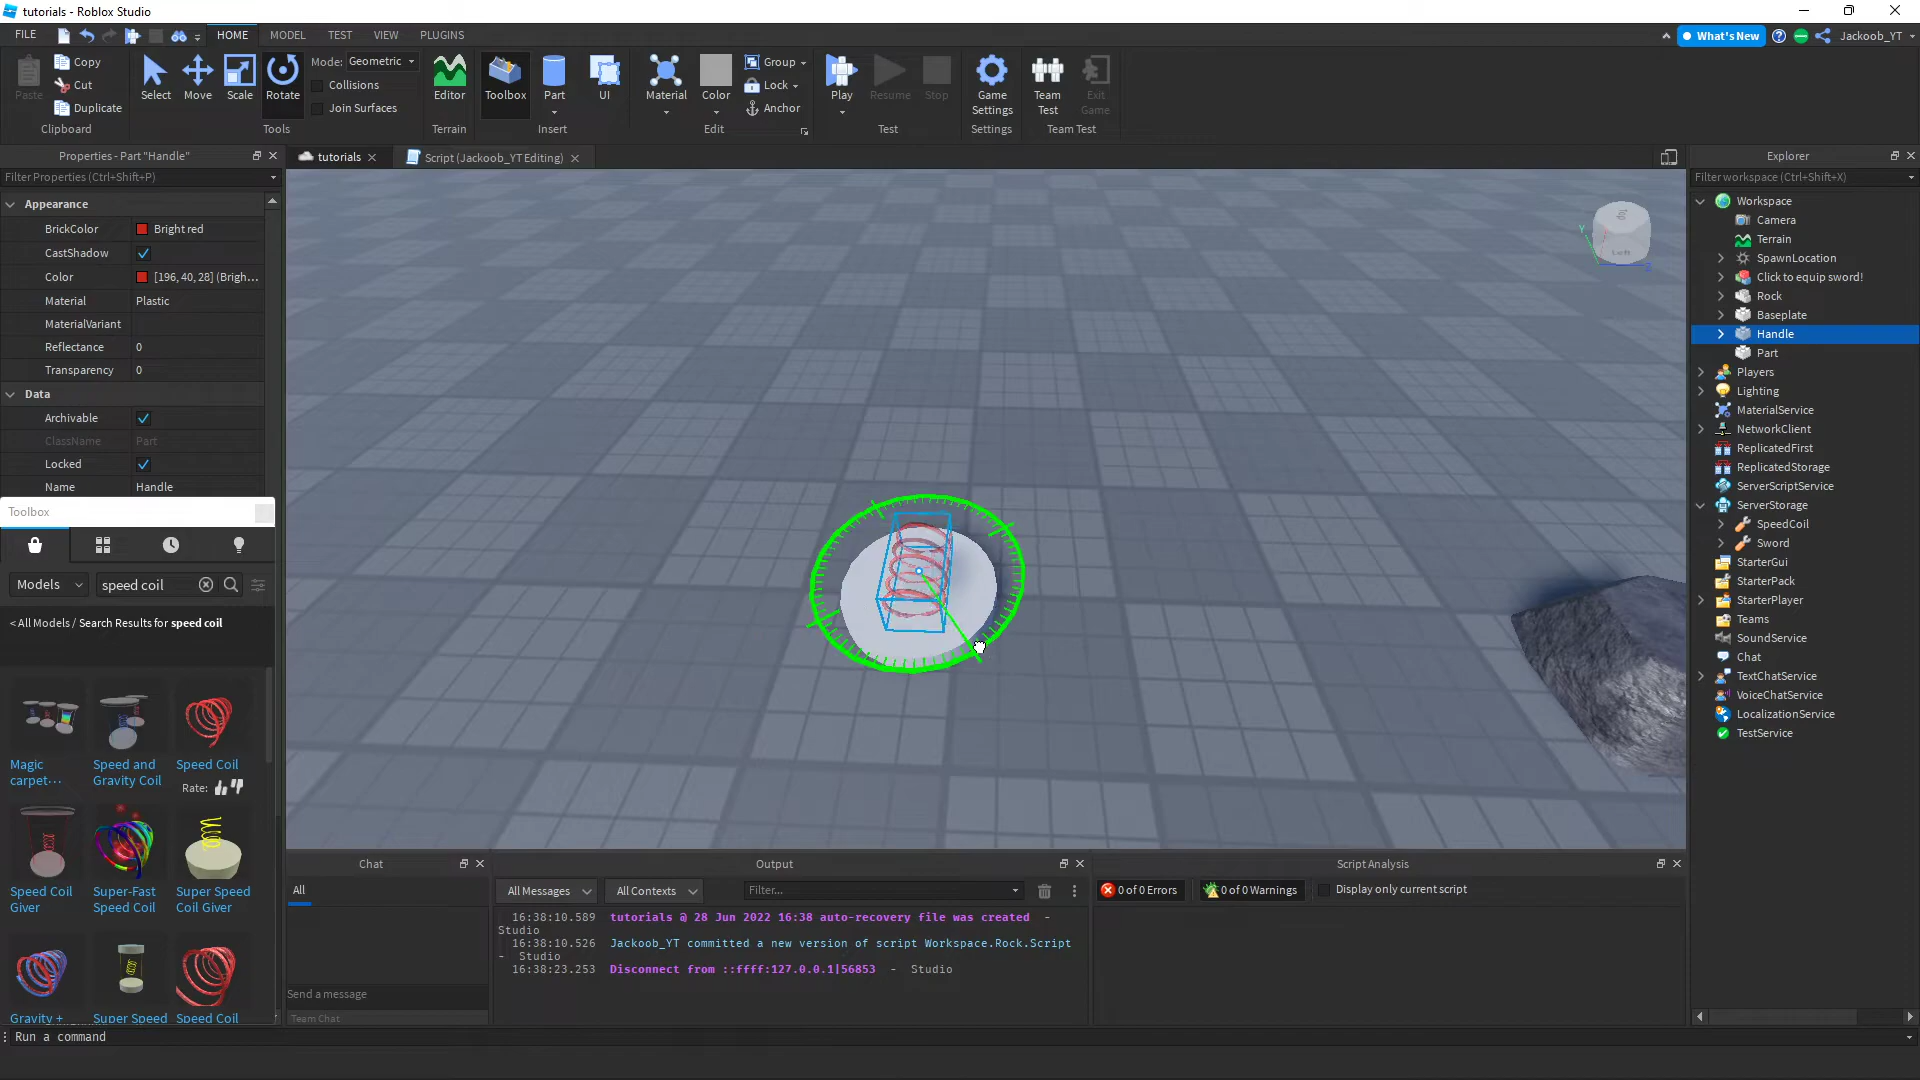 tutorials - Roblox Studio
FILE HOME MODEL TEST VIEW PLUGINS What's New Jackoob_YT
Paste Copy Cut Duplicate Clipboard
Select Move Scale Rotate Mode: Geometric Collisions Join Surfaces Tools
Editor Terrain
Toolbox Part UI Insert
Material Color Group Lock Anchor Edit
Play Resume Stop Test
Game Settings Settings
Team Test Exit Game Team Test
Properties - Part "Handle"
Filter Properties (Ctrl+Shift+P)
Appearance
BrickColor Bright red
CastShadow
Color [196, 40, 28] (Brigh...
Material Plastic
MaterialVariant
Reflectance 0
Transparency 0
Data
Archivable
ClassName Part
Locked
Name Handle
Toolbox
Models speed coil
< All Models / Search Results for speed coil
Magic carpet...
Speed and Gravity Coil
Speed Coil
Rate:
Speed Coil Giver
Super-Fast Speed Coil
Super Speed Coil Giver
Gravity +
Super Speed
Speed Coil
Run a command
tutorials
Script (Jackoob_YT Editing)
Top
Left
Y
Chat
All
Send a message
Team Chat
Output
All Messages All Contexts Filter...
16:38:10.589 tutorials @ 28 Jun 2022 16:38 auto-recovery file was created -
Studio
16:38:10.526 Jackoob_YT committed a new version of script Workspace.Rock.Script
- Studio
16:38:23.253 Disconnect from ::ffff:127.0.0.1|56853 - Studio
Script Analysis
0 of 0 Errors 0 of 0 Warnings Display only current script
Explorer
Filter workspace (Ctrl+Shift+X)
Workspace
Camera
Terrain
SpawnLocation
Click to equip sword!
Rock
Baseplate
Handle
Part
Players
Lighting
MaterialService
NetworkClient
ReplicatedFirst
ReplicatedStorage
ServerScriptService
ServerStorage
SpeedCoil
Sword
StarterGui
StarterPack
StarterPlayer
Teams
SoundService
Chat
TextChatService
VoiceChatService
LocalizationService
TestService